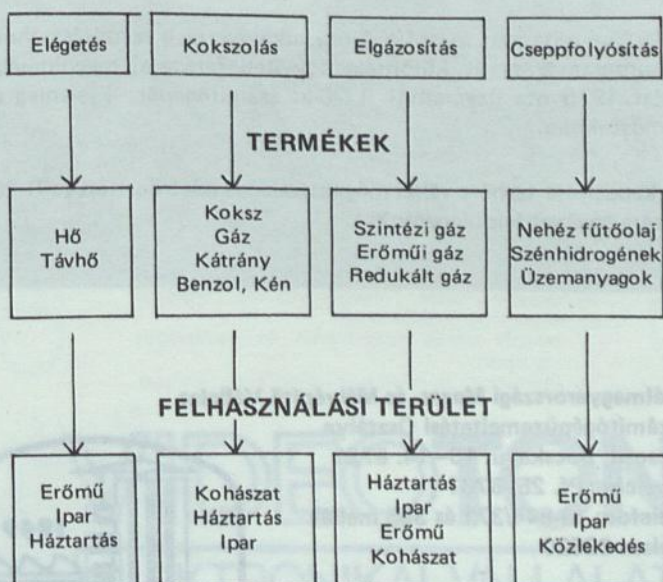 Elégetés
Kokszolás
Elgázosítás
Cseppfolyósítás
TERMÉKEK
Hő
Távhő
Koksz
Gáz
Kátrány
Benzol, Kén
Szintézi gáz
Erőműi gáz
Redukált gáz
Nehéz fűtőolaj
Szénhidrogének
Üzemanyagok
FELHASZNÁLÁSI TERÜLET
Erőmű
Ipar
Háztartás
Kohászat
Háztartás
Ipar
Háztartás
Ipar
Erőmű
Kohászat
Erőmű
Ipar
Közlekedés